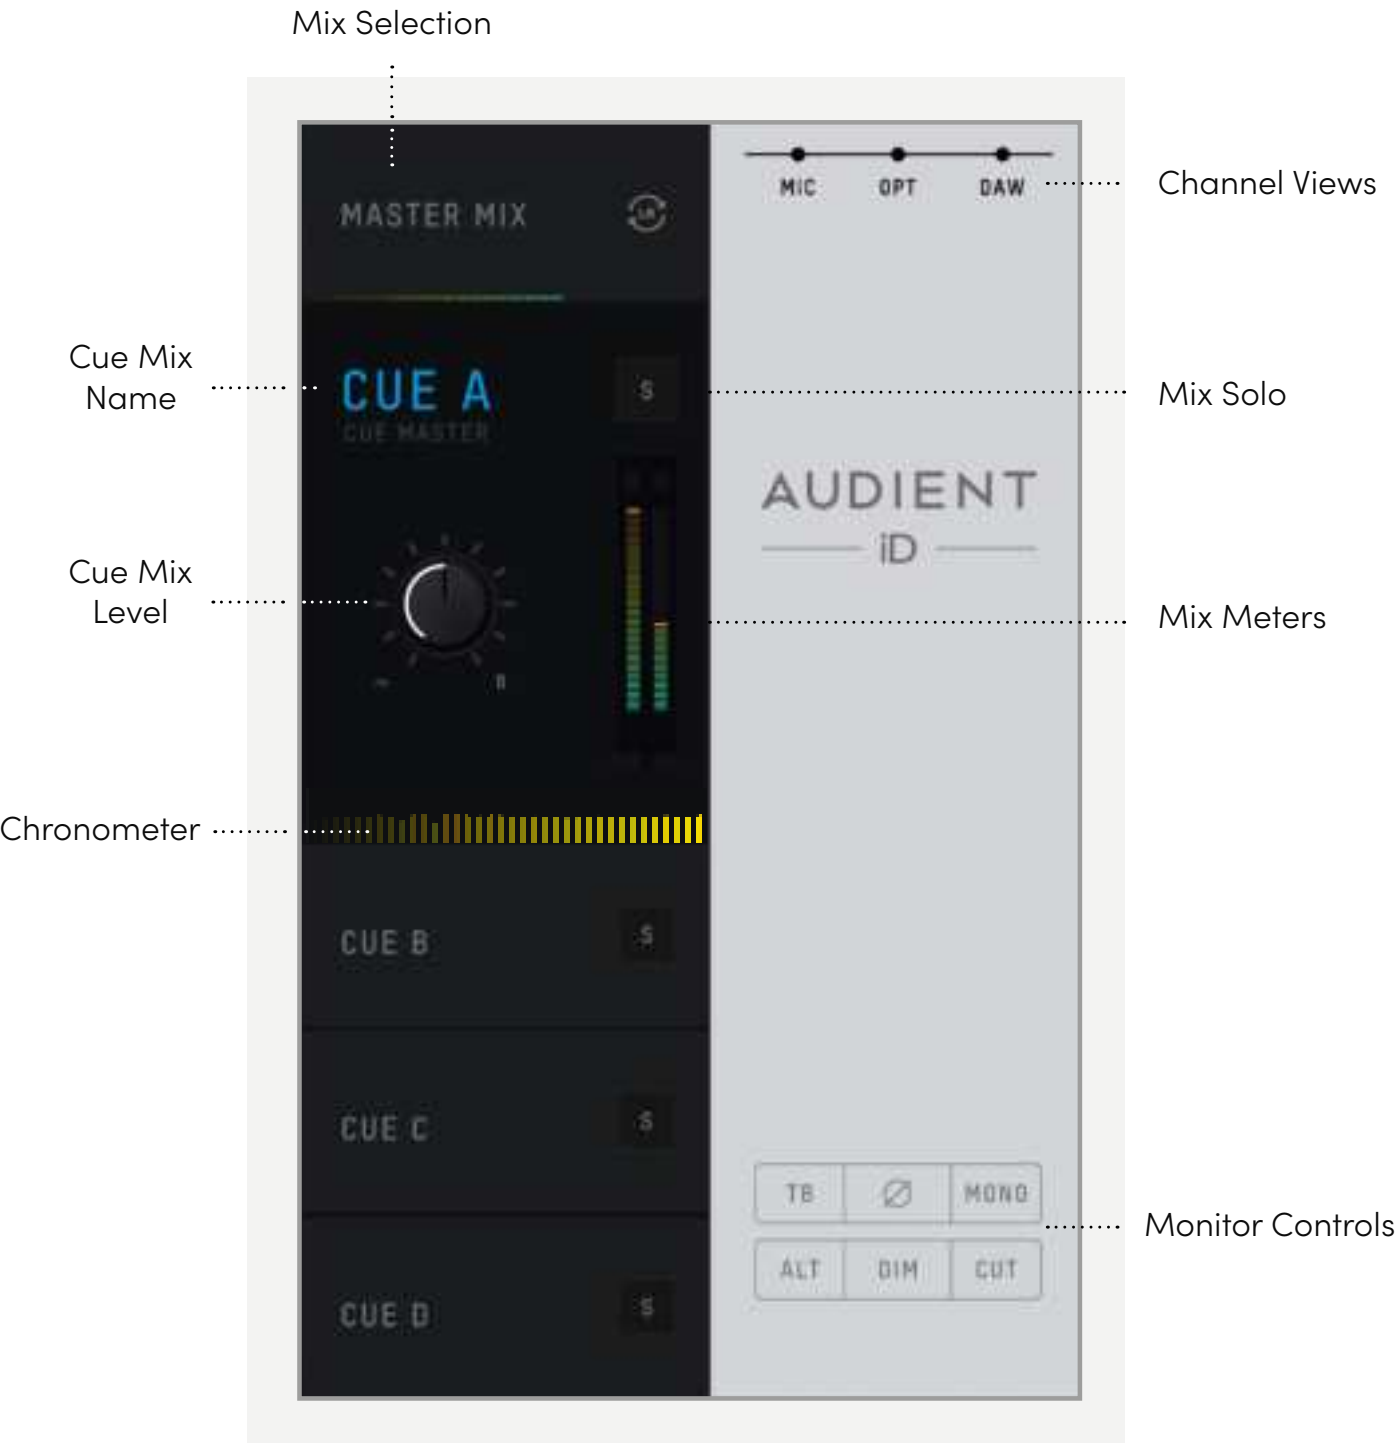 Mix Selection
MIC OPT DAW
Channel Views
MASTER MIX
Cue Mix
Name
CUE A
S
CUE MASTER
Mix Solo
AUDIENT
iD
Cue Mix
Level
Mix Meters
Chronometer
CUE B
S
CUE C
S
TB Ø MONO
Monitor Controls
ALT DIM CUT
CUE D
S